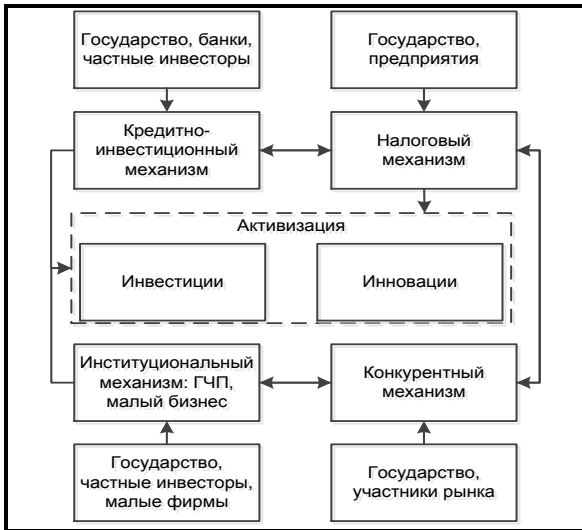 Государство, банки,
частные инвесторы
Государство,
предприятия
Кредитно-
инвестиционный
механизм
Налоговый
механизм
Активизация
Инвестиции
Инновации
Институциональный
механизм: ГЧП,
малый бизнес
Конкурентный
механизм
Государство,
частные инвесторы,
малые фирмы
Государство,
участники рынка